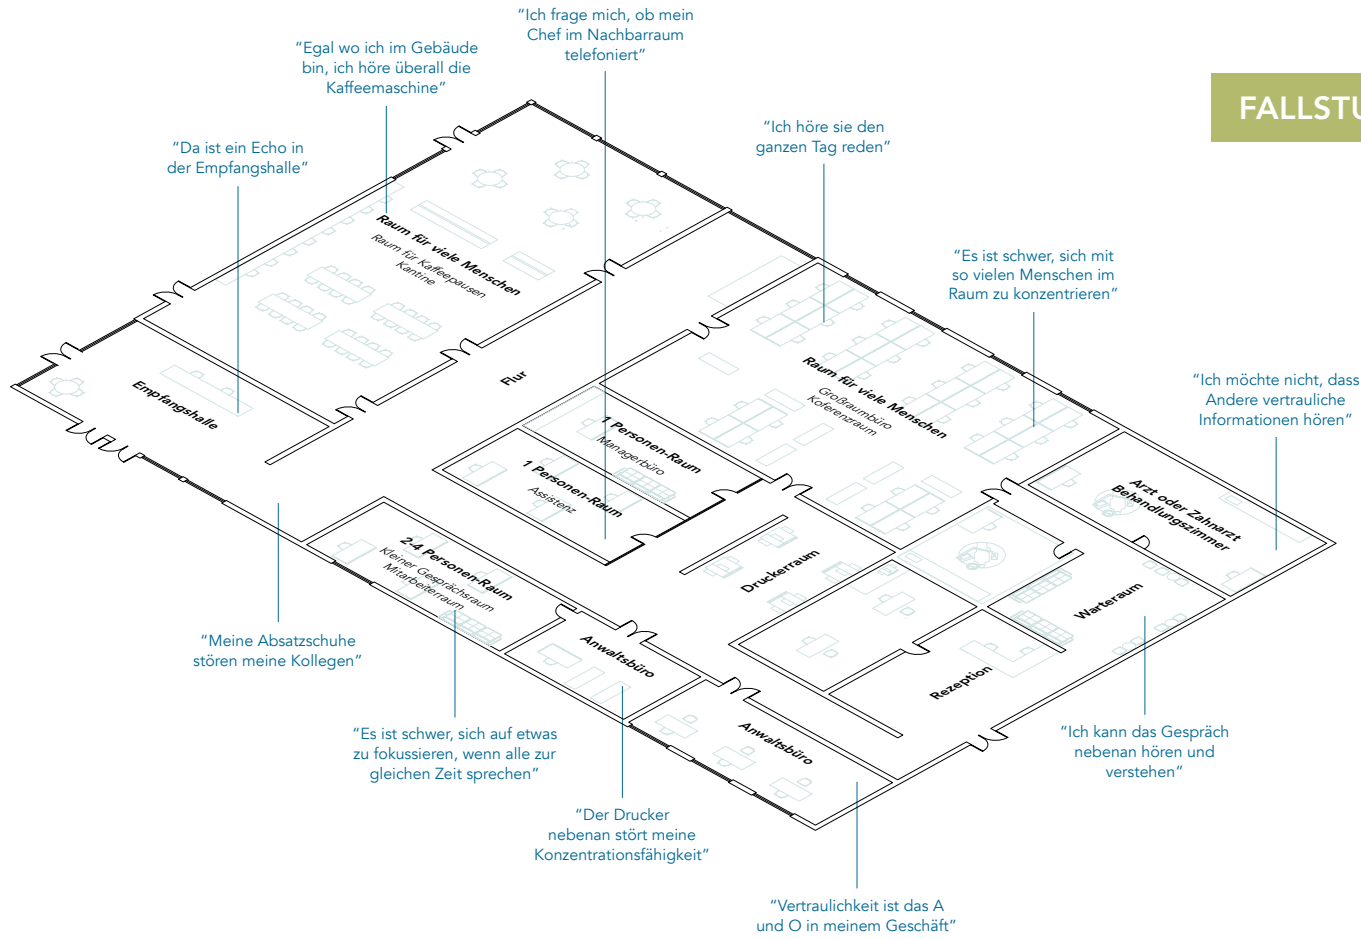 “Ich frage mich, ob mein
Chef im Nachbarraum
telefoniert”
“Egal wo ich im Gebäude
bin, ich höre überall die
Kaffeemaschine”
FALLSTU
“Ich höre sie den
ganzen Tag reden”
“Da ist ein Echo in
der Empfangshalle”
“Es ist schwer, sich mit
so vielen Menschen im
Raum zu konzentrieren”
“Ich möchte nicht, dass
Andere vertrauliche
Informationen hören”
Raum für viele Menschen
Raum für Kaffeepausen
Kantine
Empfangshalle
Flur
Raum für viele Menschen
Großraumbüro
Koferenzraum
1 Personen-Raum
Managerbüro
1 Personen-Raum
Assistenz
Arzt oder Zahnarzt
Behandlungszimmer
2-4 Personen-Raum
Kleiner Gesprächsraum
Mitarbeiterraum
Druckerraum
Warteraum
Anwaltsbüro
Rezeption
Anwaltsbüro
“Meine Absatzschuhe
stören meine Kollegen”
“Es ist schwer, sich auf etwas
zu fokussieren, wenn alle zur
gleichen Zeit sprechen”
“Ich kann das Gespräch
nebenan hören und
verstehen”
“Der Drucker
nebenan stört meine
Konzentrationsfähigkeit”
“Vertraulichkeit ist das A
und O in meinem Geschäft”